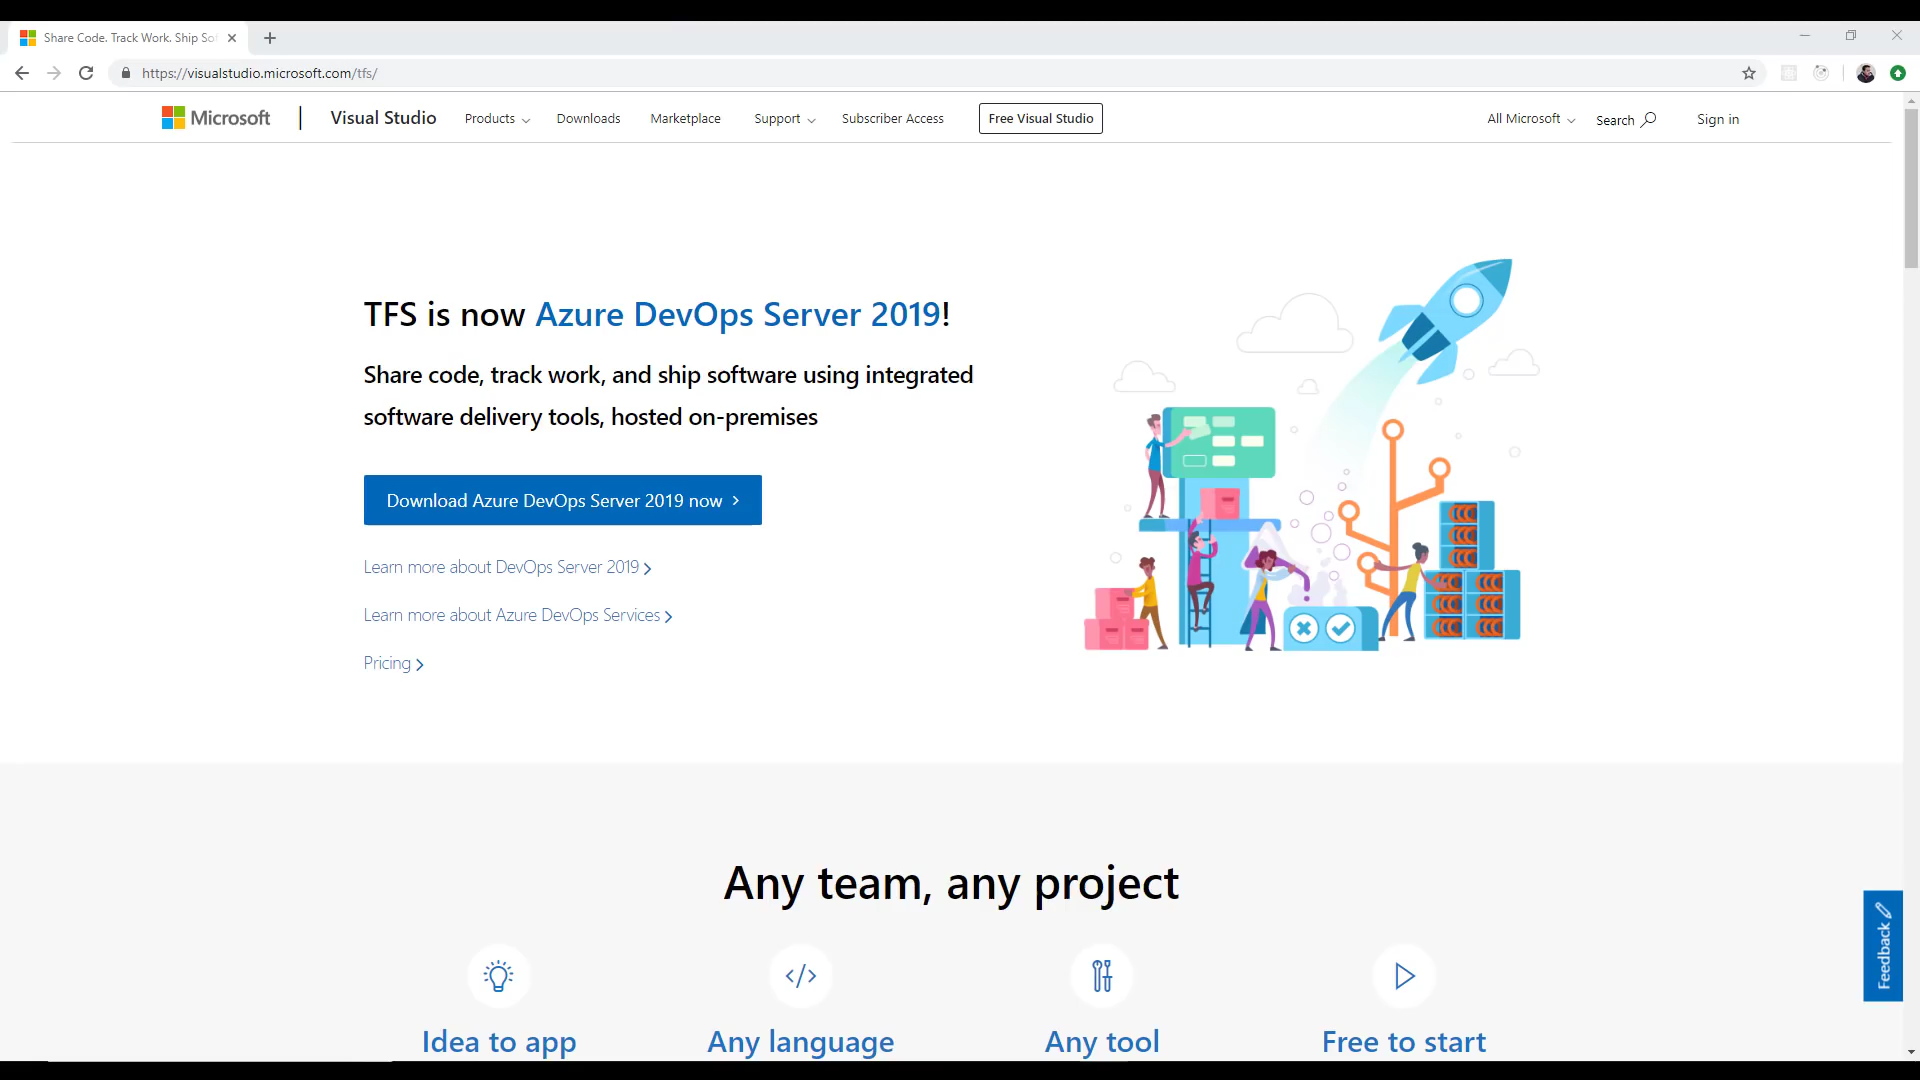 Share Code. Track Work. Ship So
https://visualstudio.microsoft.com/tfs/
Microsoft
Visual Studio
Products
Downloads
Marketplace
Support
Subscriber Access
Free Visual Studio
All Microsoft
Search
Sign in
TFS is now Azure DevOps Server 2019!
Share code, track work, and ship software using integrated
software delivery tools, hosted on-premises
Download Azure DevOps Server 2019 now
Learn more about DevOps Server 2019
Learn more about Azure DevOps Services
Pricing
Any team, any project
Feedback
Idea to app
Any language
Any tool
Free to start